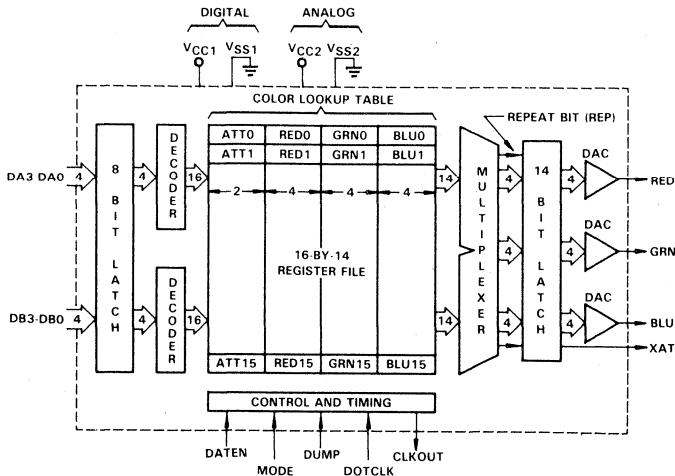 DIGITAL ANALOG
VCC1 VSS1 VCC2 VSS2
COLOR LOOKUP TABLE
REPEAT BIT (REP)
ATT0 RED0 GRN0 BLU0
ATT1 RED1 GRN1 BLU1
2 4 4 4
16-BY-14
REGISTER FILE
ATT15 RED15 GRN15 BLU15
DA3-DA0 4
DB3-DB0 4
8 BIT LATCH
4
4
DECODER
DECODER
16
16
14
14
MULTIPLEXER
4
4
4
14 BIT LATCH
4
4
4
DAC
DAC
DAC
RED
GRN
BLU
XAT
CONTROL AND TIMING
DATEN DUMP CLKOUT
MODE DOTCLK